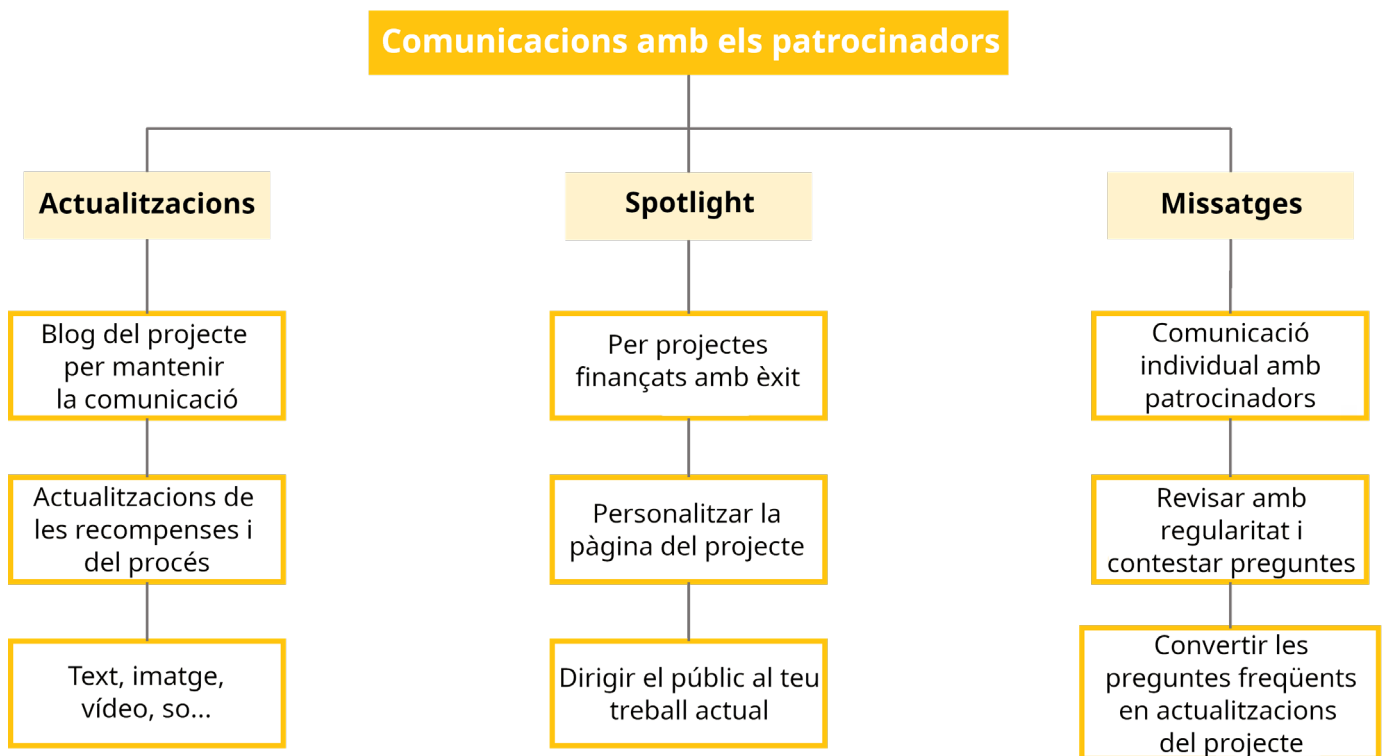 Comunicacions amb els patrocinadors
Actualitzacions
Blog del projecte
per mantenir
la comunicació
Actualitzacions de
les recompenses i
del procés
Text, imatge,
vídeo, so...
Spotlight
Per projectes
finançats amb èxit
Personalitzar la
pàgina del projecte
Dirigir el públic al teu
treball actual
Missatges
Comunicació
individual amb
patrocinadors
Revisar amb
regularitat i
contestar preguntes
Convertir les
preguntes freqüents
en actualitzacions
del projecte